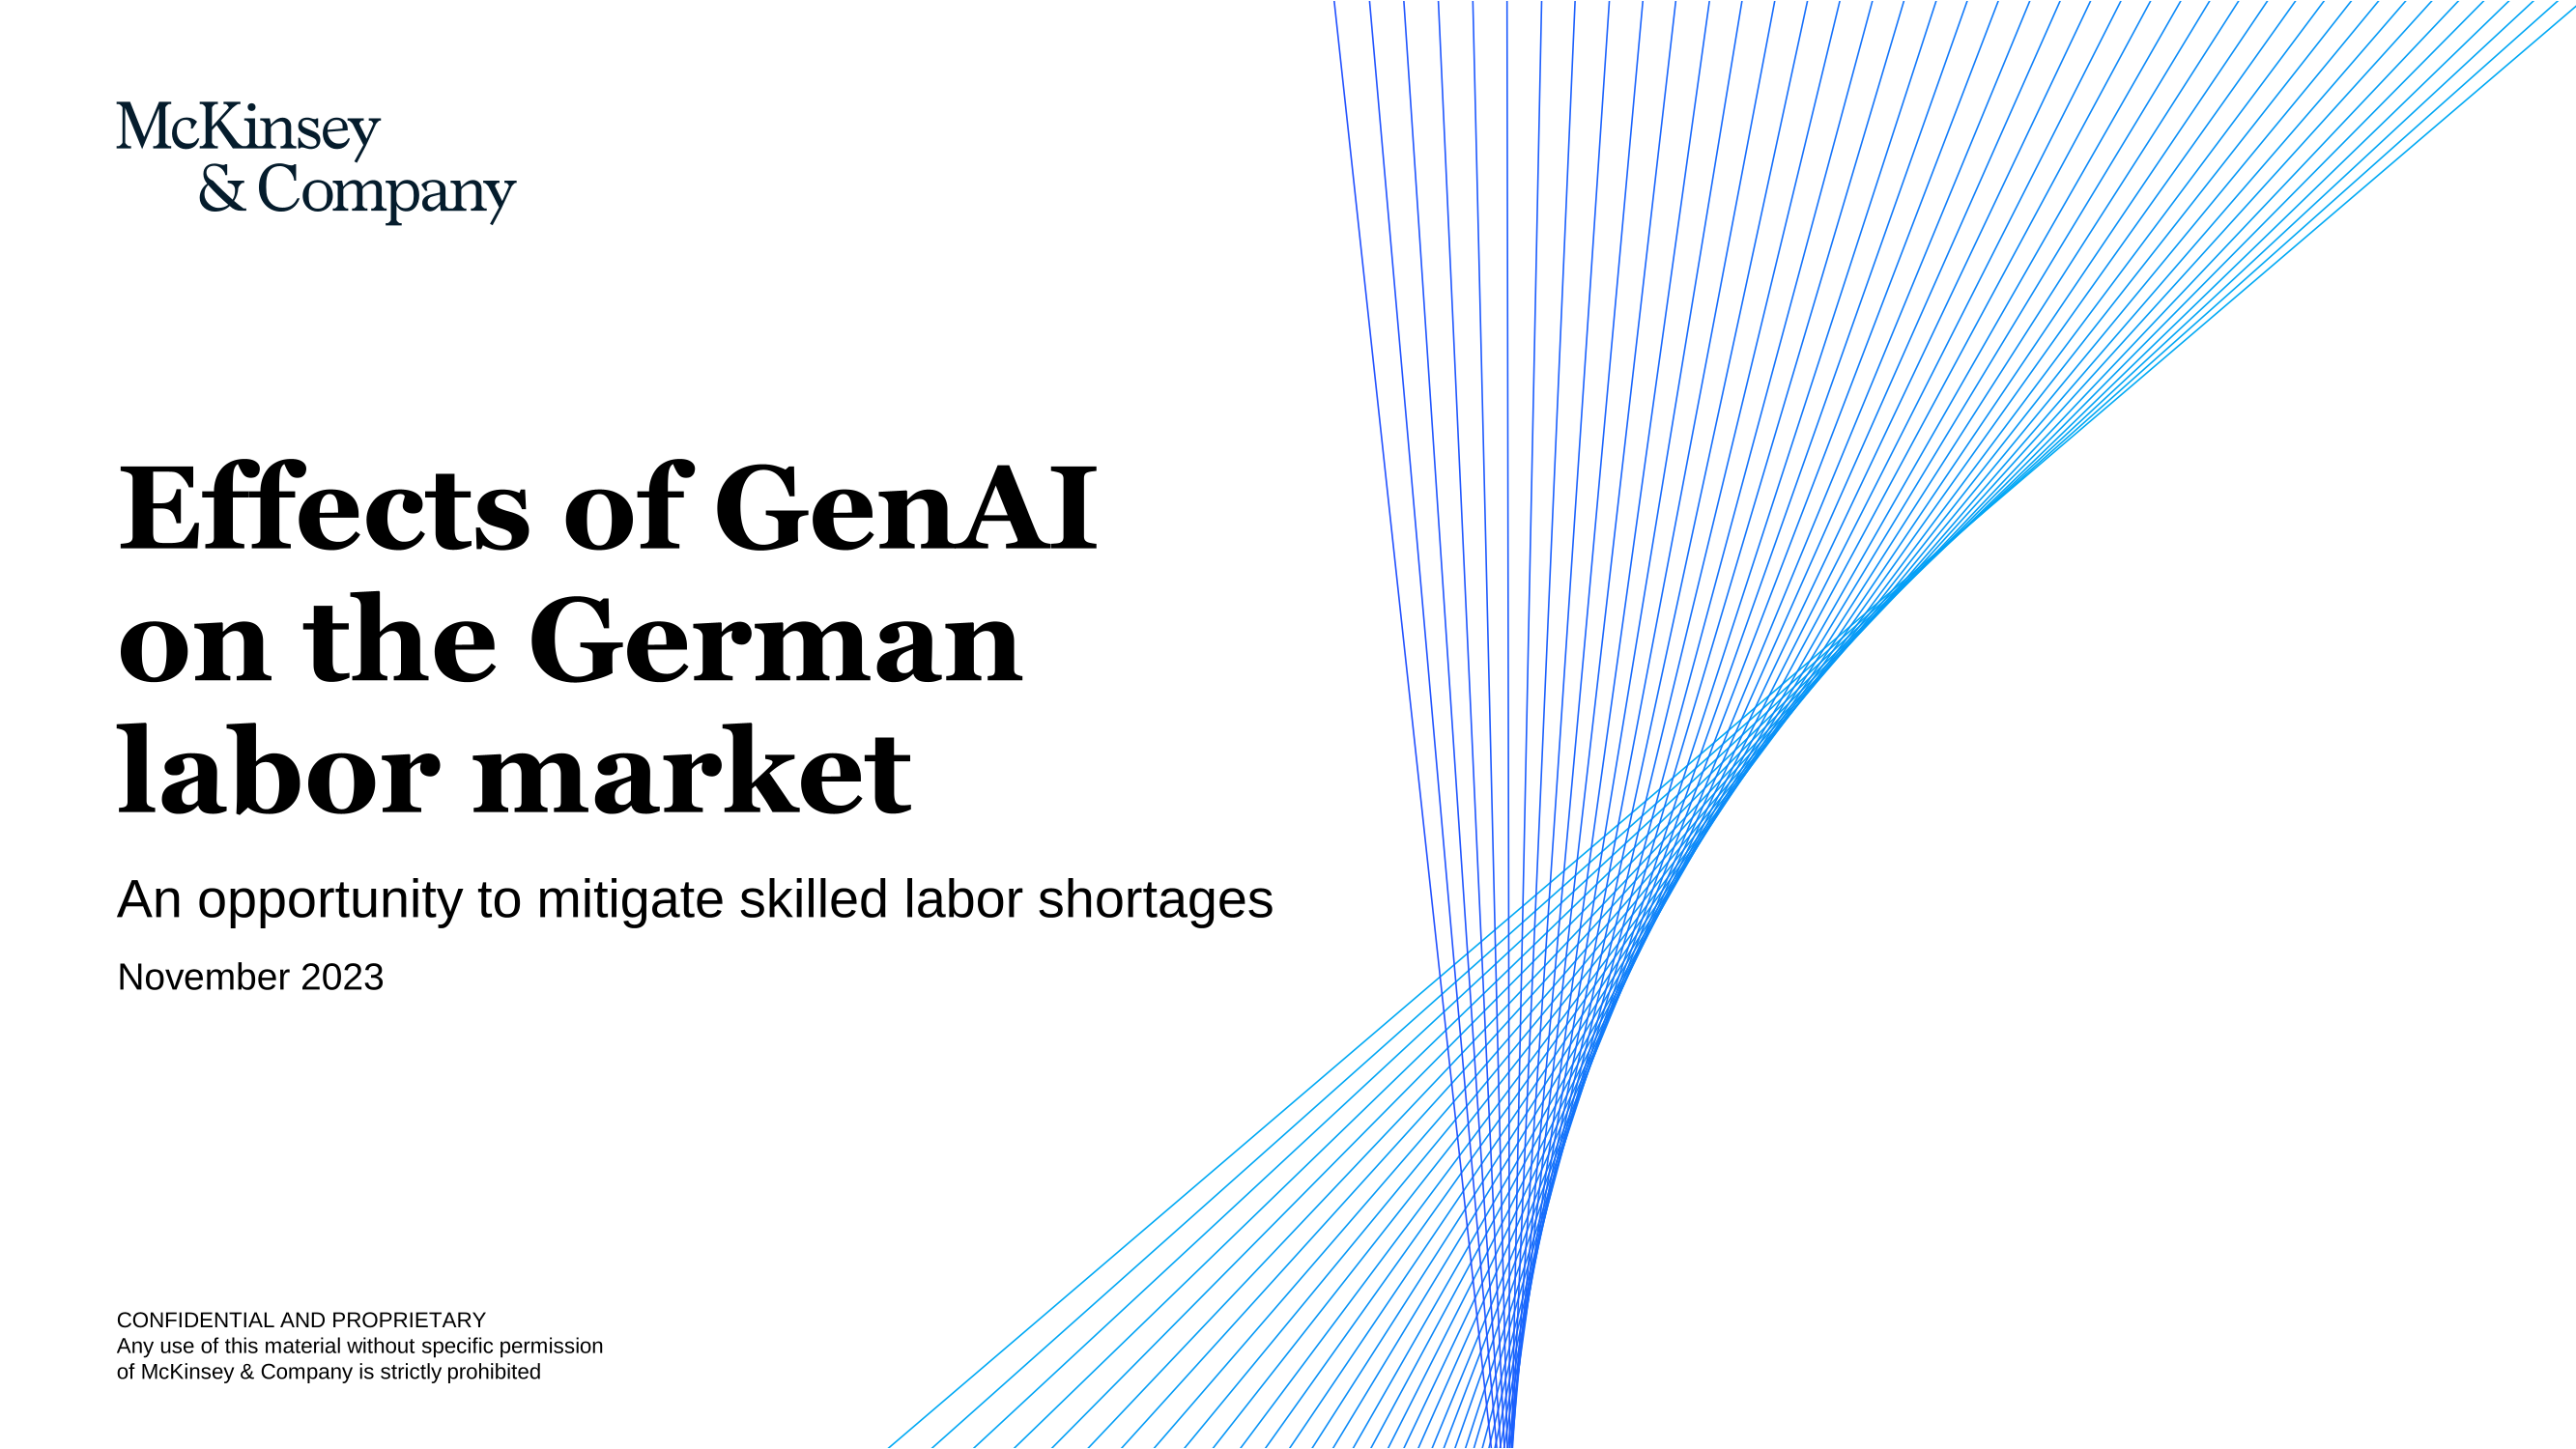 McKinsey
& Company
Effects of GenAI
on the German
labor market
An opportunity to mitigate skilled labor shortages
November 2023
CONFIDENTIAL AND PROPRIETARY
Any use of this material without specific permission
of McKinsey & Company is strictly prohibited